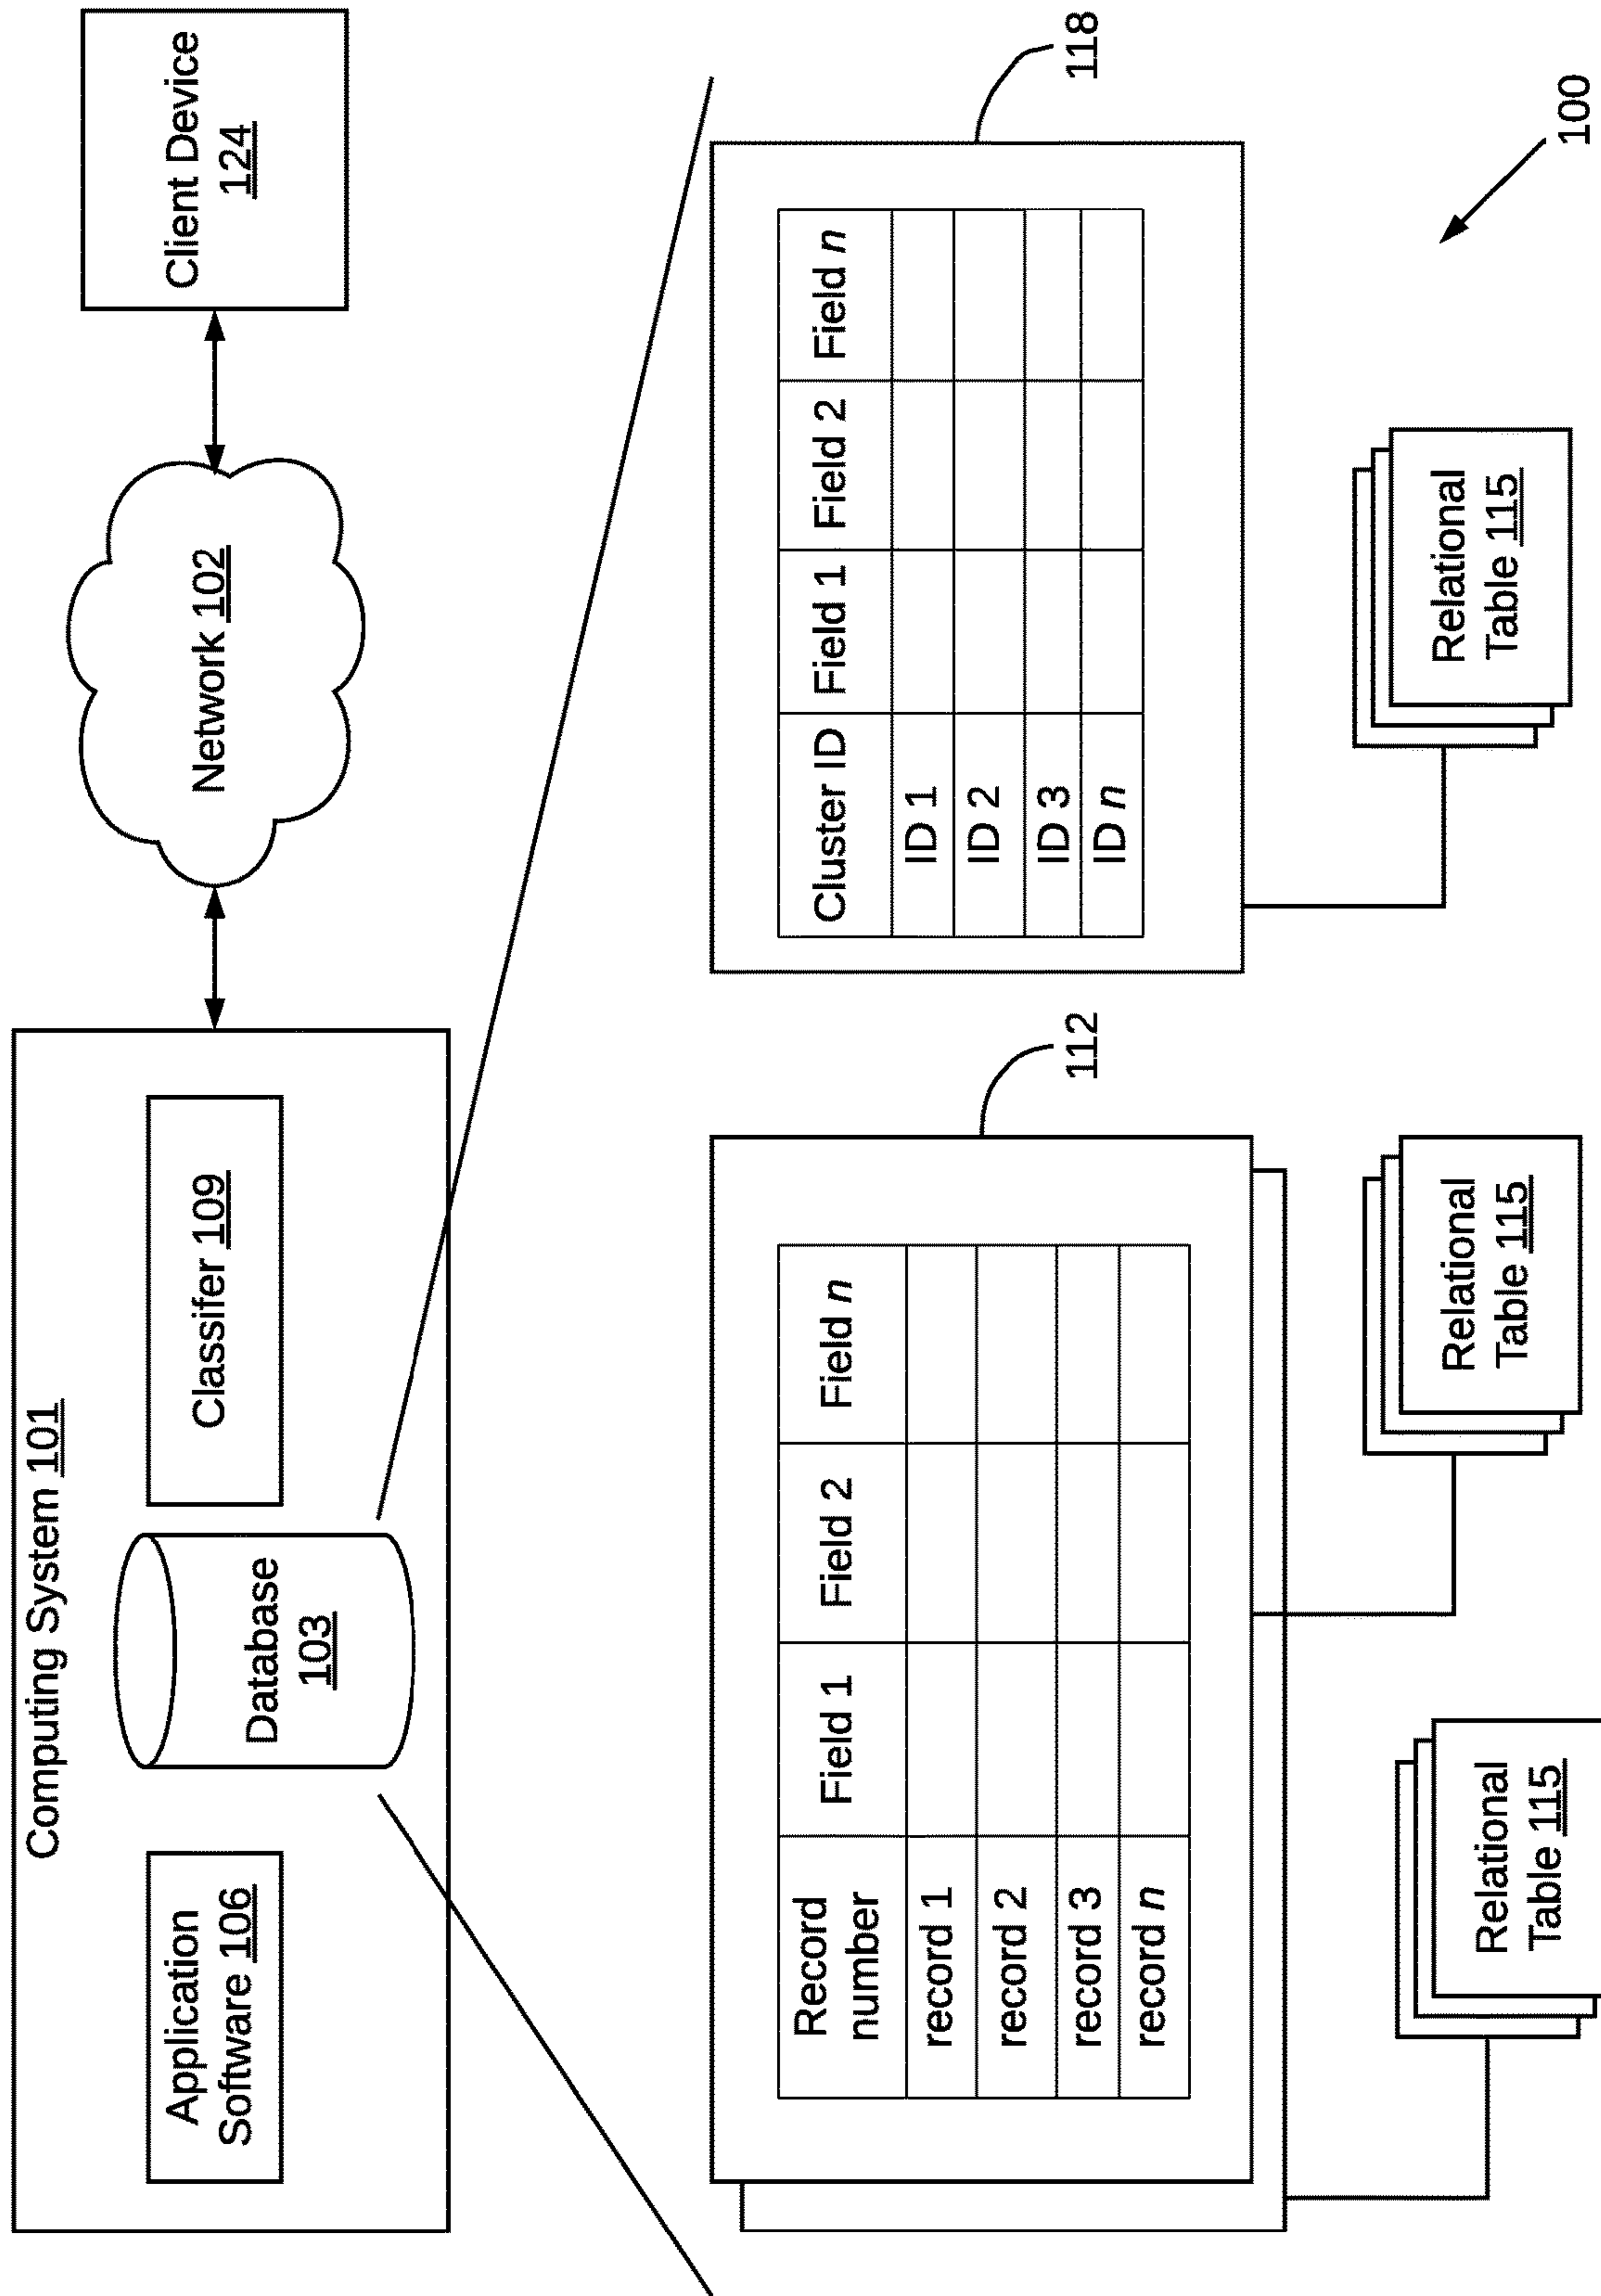 Computing System 101
Application
Software 106
Database
103
Classifer 109
Network 102
Client Device
124
Record
number
Field 1
Field 2
Field n
record 1
record 2
record 3
record n
112
Cluster ID
Field 1
Field 2
Field n
ID 1
ID 2
ID 3
ID n
118
Relational
Table 115
Relational
Table 115
Relational
Table 115
100